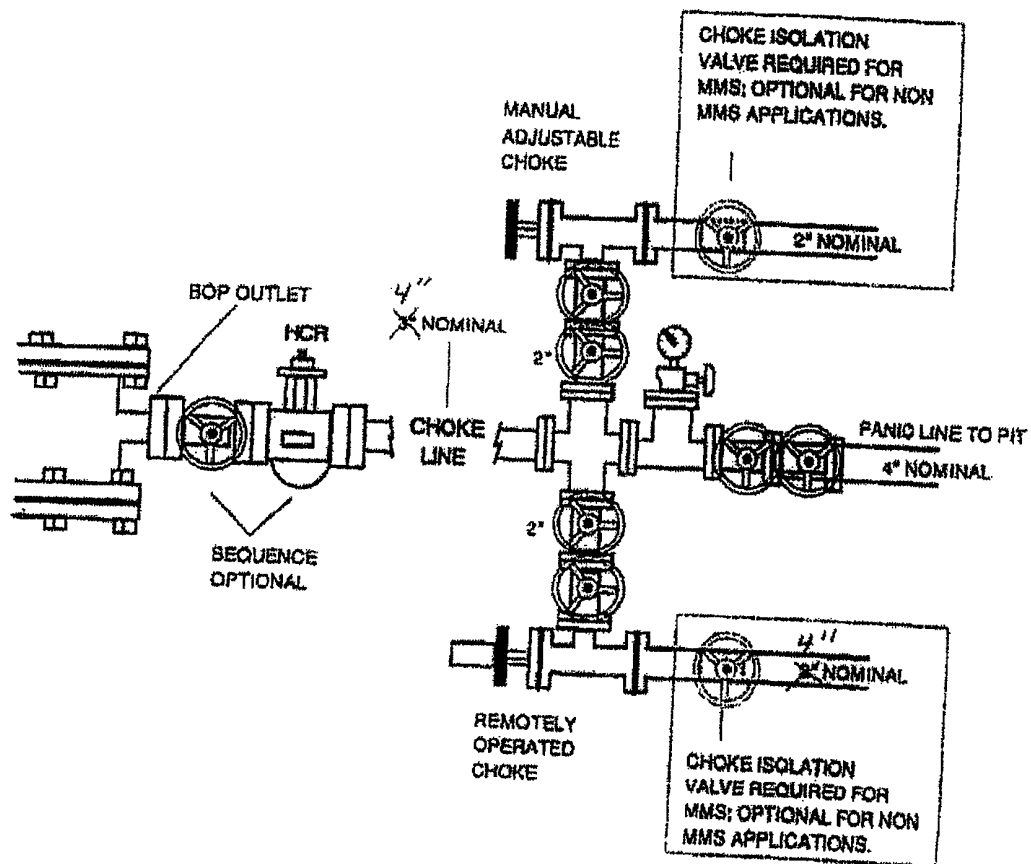 CHOKE ISOLATION
VALVE REQUIRED FOR
MMS; OPTIONAL FOR NON
MMS APPLICATIONS.
MANUAL
ADJUSTABLE
CHOKE
2" NOMINAL
BOP OUTLET
4"
3" NOMINAL
HCR
2"
CHOKE
LINE
PANIC LINE TO PIT
4" NOMINAL
2"
SEQUENCE
OPTIONAL
4"
NOMINAL
REMOTELY
OPERATED
CHOKE
CHOKE ISOLATION
VALVE REQUIRED FOR
MMS; OPTIONAL FOR NON
MMS APPLICATIONS.